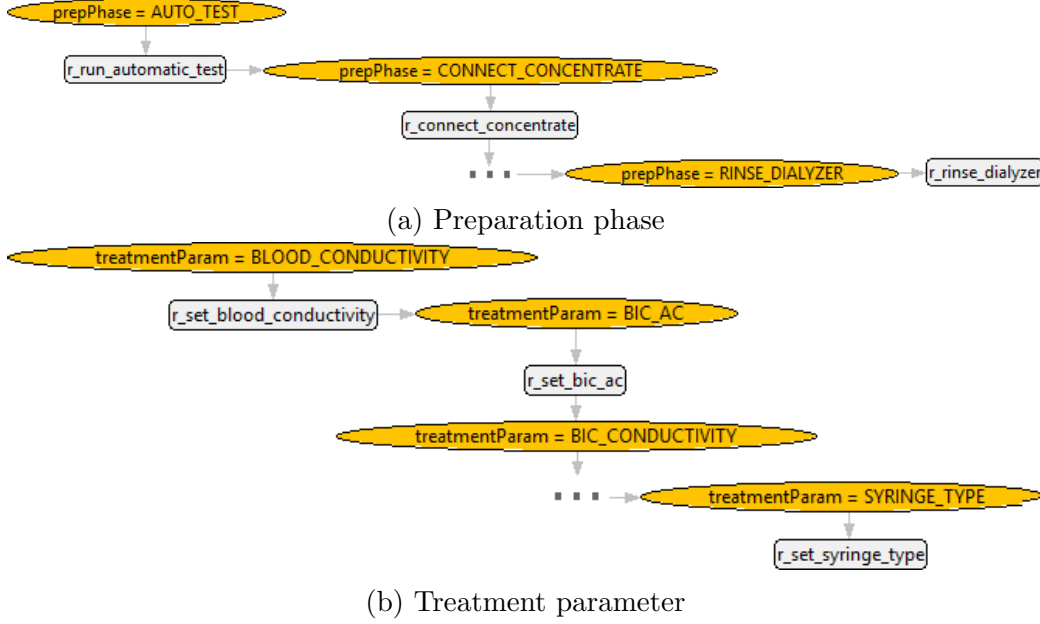 prepPhase = AUTO_TEST
r_run_automatic_test
prepPhase = CONNECT_CONCENTRATE
r_connect_concentrate
...
prepPhase = RINSE_DIALYZER
r_rinse_dialyzer
(a) Preparation phase
treatmentParam = BLOOD_CONDUCTIVITY
r_set_blood_conductivity
treatmentParam = BIC_AC
r_set_bic_ac
treatmentParam = BIC_CONDUCTIVITY
...
treatmentParam = SYRINGE_TYPE
r_set_syringe_type
(b) Treatment parameter